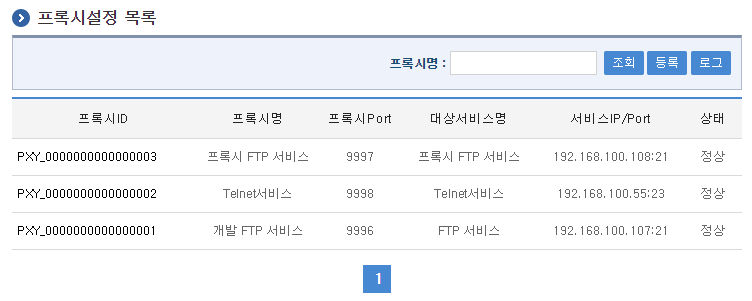 프록시설정 목록
프록시명 : 조회 등록 로그
프록시ID 프록시명 프록시Port 대상서비스명 서비스IP/Port 상태
PXY_0000000000000003 프록시 FTP 서비스 9997 프록시 FTP 서비스 192.168.100.108:21 정상
PXY_0000000000000002 Telnet서비스 9998 Telnet서비스 192.168.100.55:23 정상
PXY_0000000000000001 개발 FTP 서비스 9996 FTP 서비스 192.168.100.107:21 정상
1